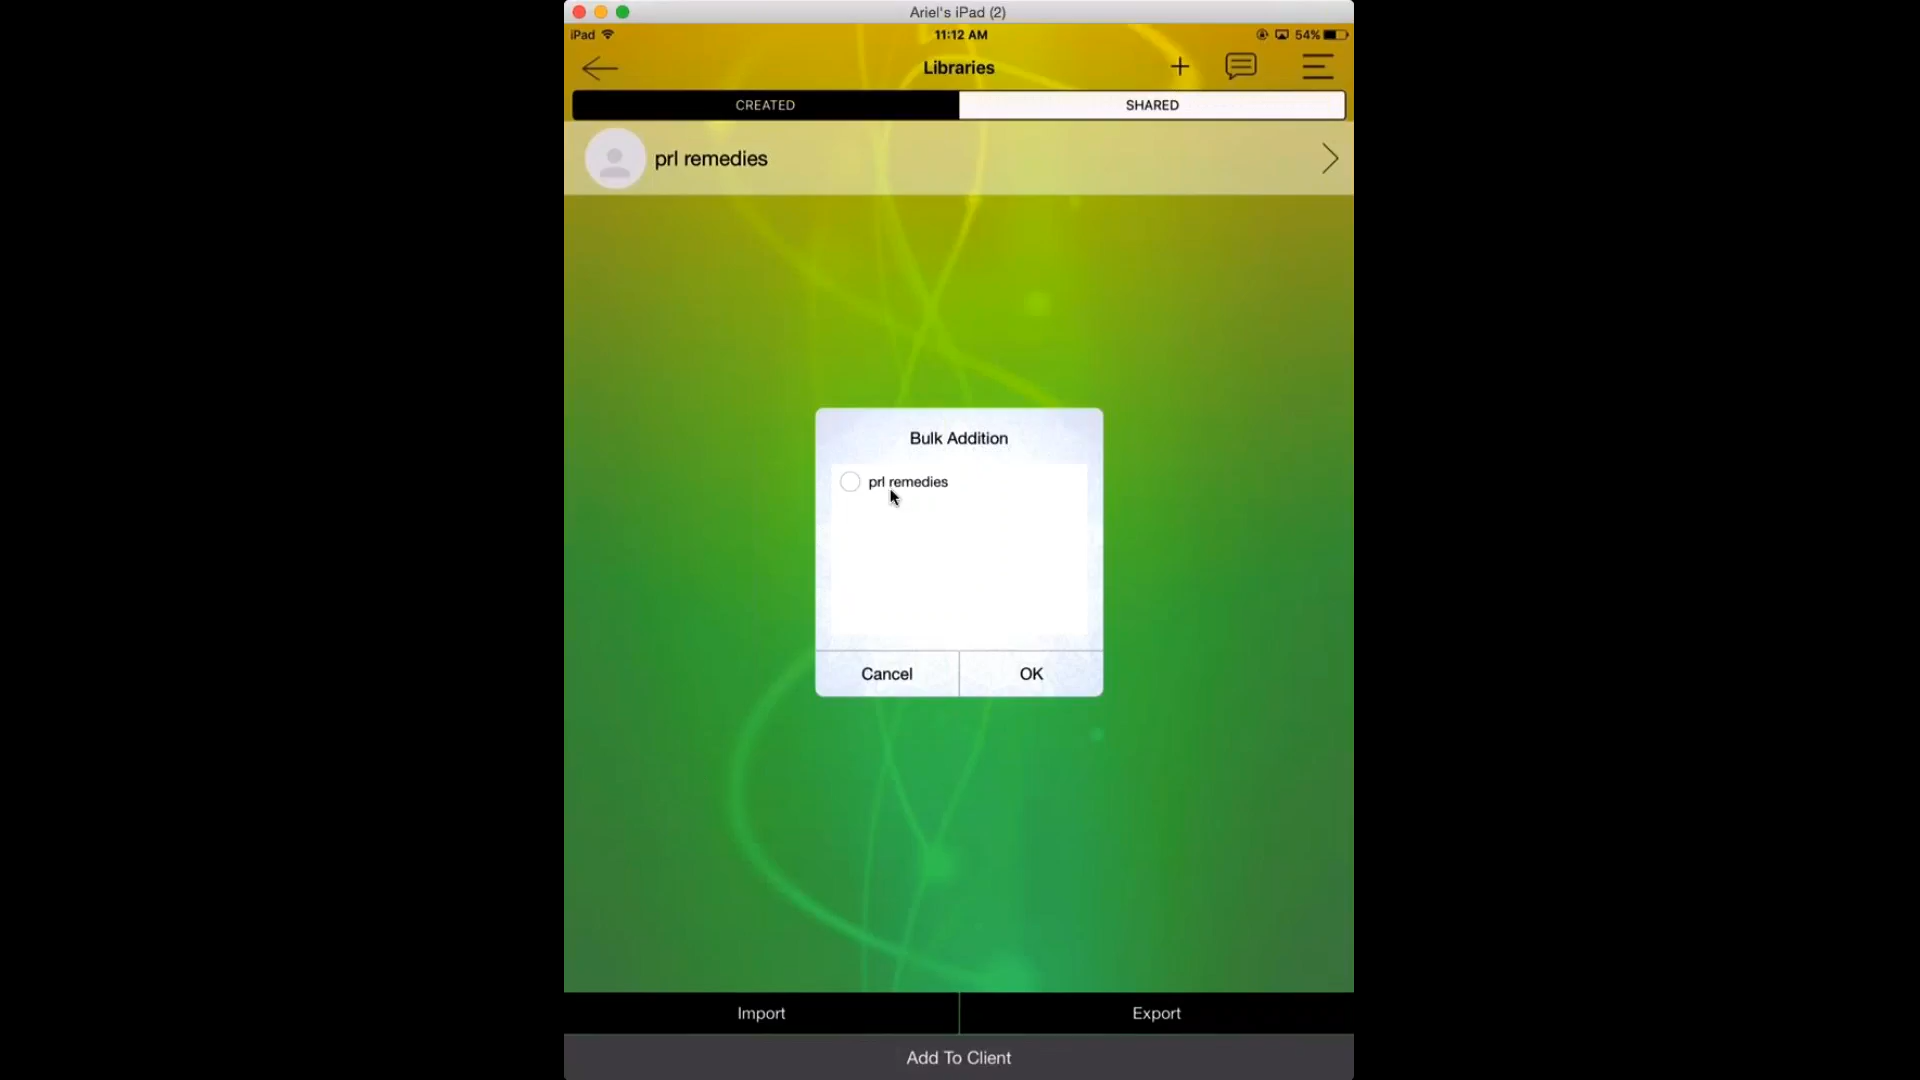 Ariel's iPad (2)
iPad 11:12 AM 54%
Libraries
CREATED SHARED
prl remedies
Bulk Addition
prl remedies
Cancel OK
Import Export
Add To Client